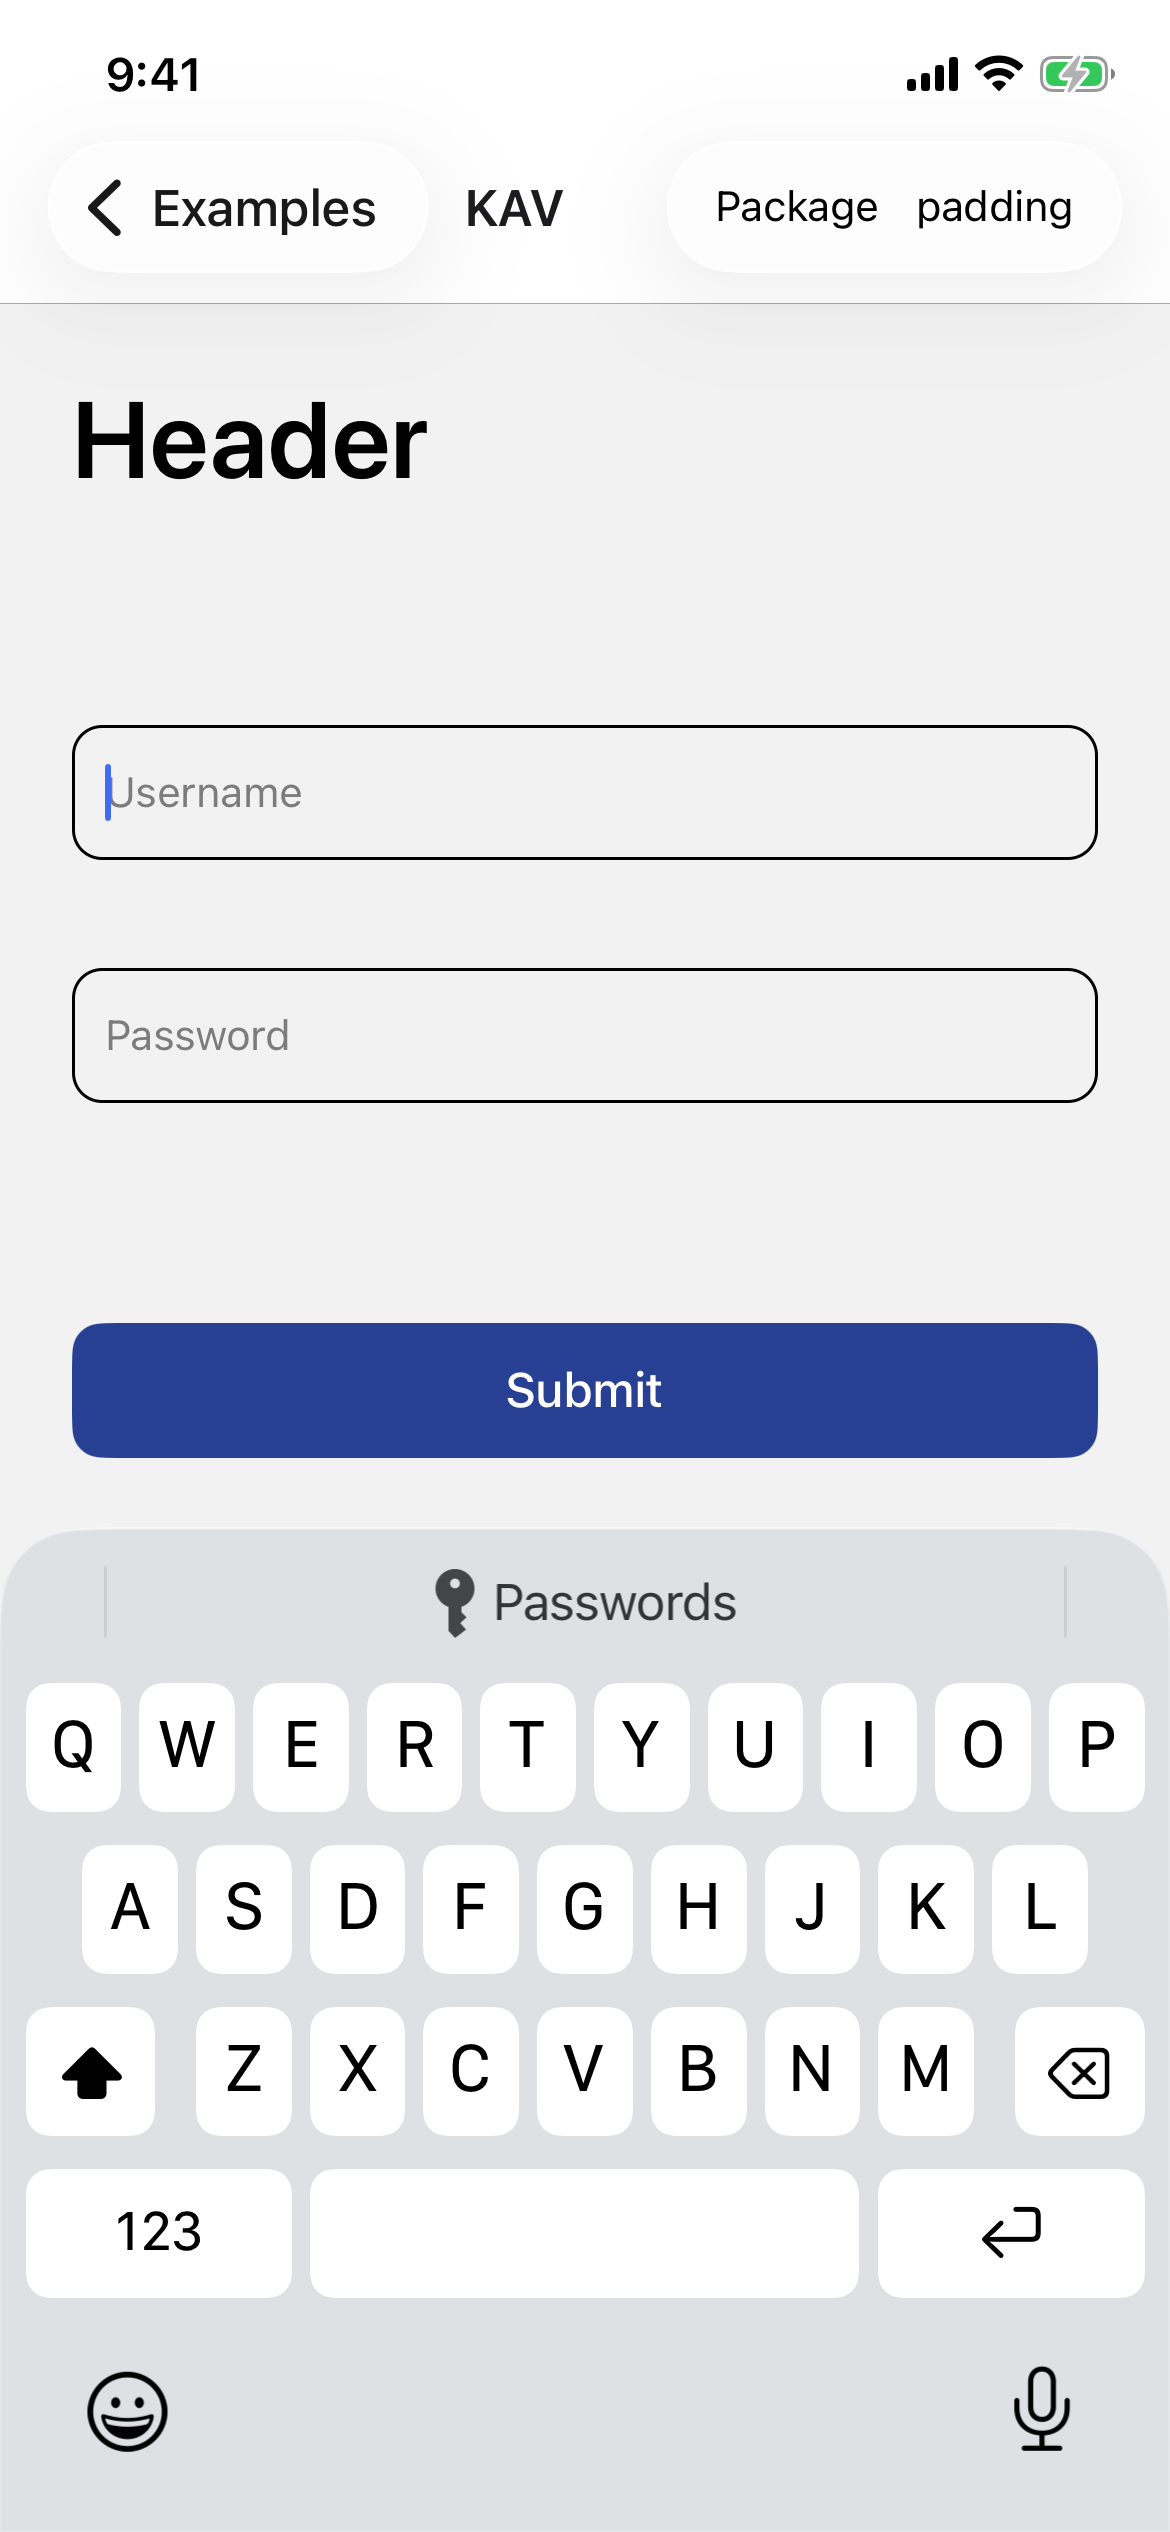 9:41
Examples KAV Package padding
Header
Username
Password
Submit
Passwords
Q W E R T Y U I O P
A S D F G H J K L
Z X C V B N M
123